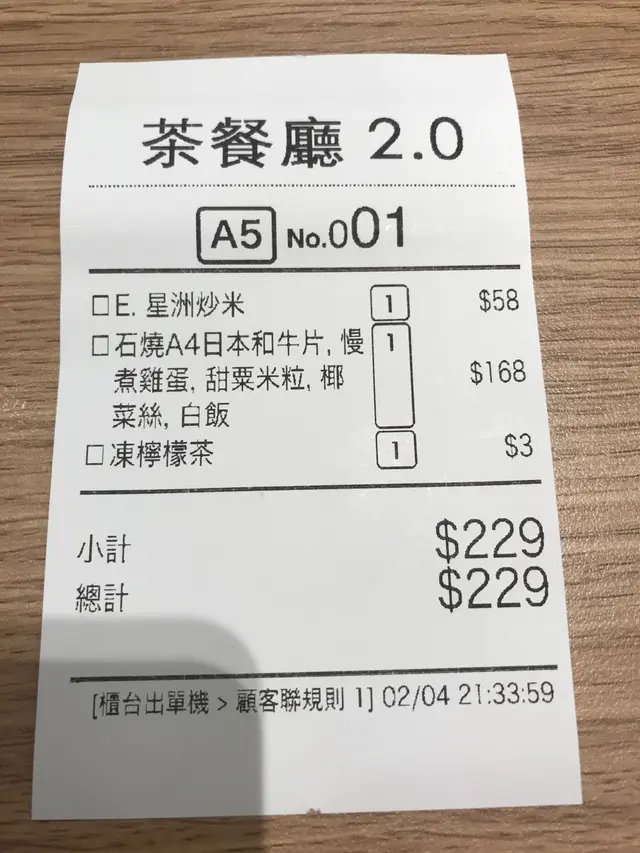 茶餐廳 2.0
A5 No.001
□E. 星洲炒米 1 $58
□石燒A4日本和牛片, 慢 1
煮雞蛋, 甜粟米粒, 椰 $168
菜絲, 白飯
□凍檸檬茶 1 $3
小計 $229
總計 $229
[櫃台出單機 > 顧客聯規則 1] 02/04 21:33:59